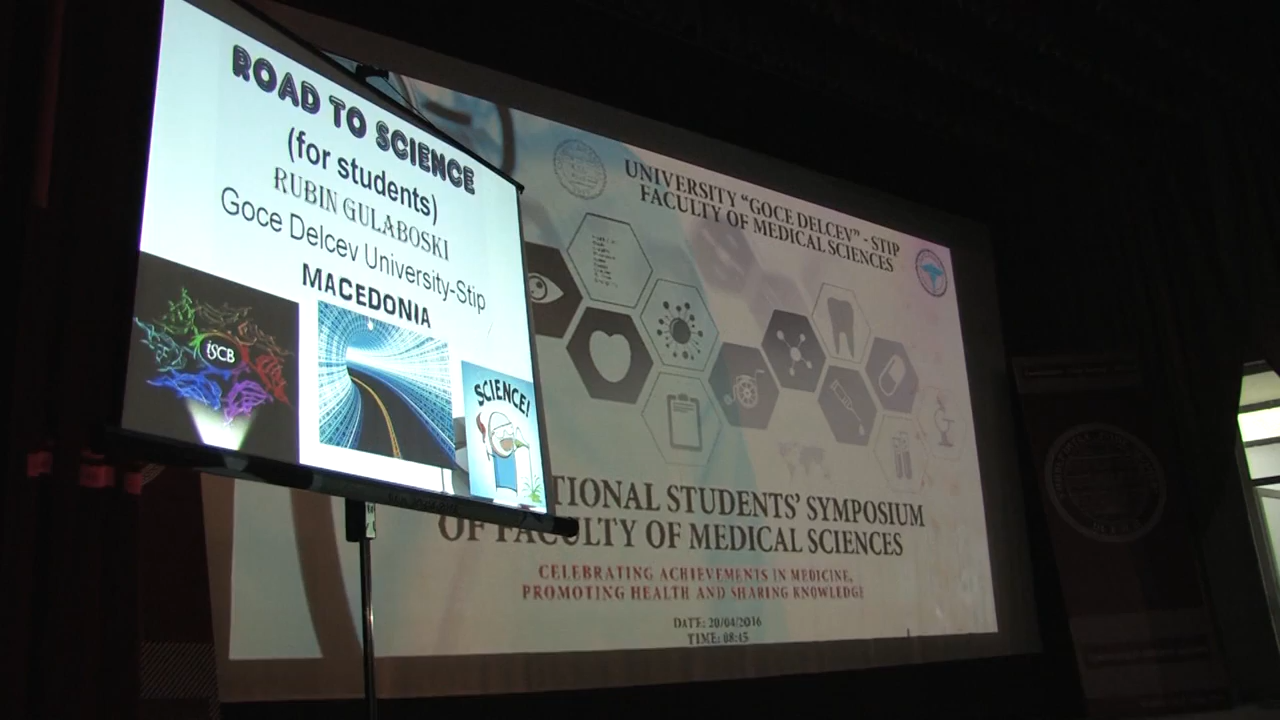 ROAD TO SCIENCE
(for students)
RUBIN GULABOSKI
Goce Delcev University-Stip
MACEDONIA
iSCB
SCIENCE!
UNIVERSITY "GOCE DELCEV" - STIP
FACULTY OF MEDICAL SCIENCES
TIONAL STUDENTS' SYMPOSIUM
OF FACULTY OF MEDICAL SCIENCES
CELEBRATING ACHIEVEMENTS IN MEDICINE,
PROMOTING HEALTH AND SHARING KNOWLEDGE
DATE: 20/04/2016
TIME: 08:45